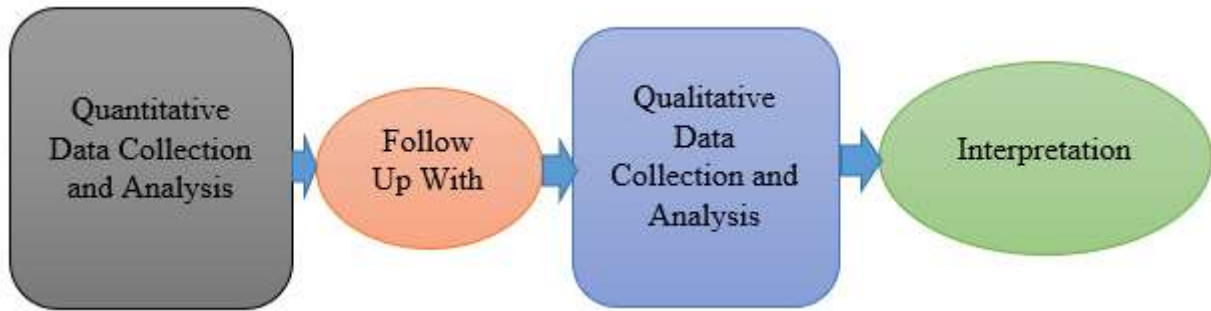 Quantitative
Data Collection
and Analysis
Follow
Up With
Qualitative
Data
Collection and
Analysis
Interpretation